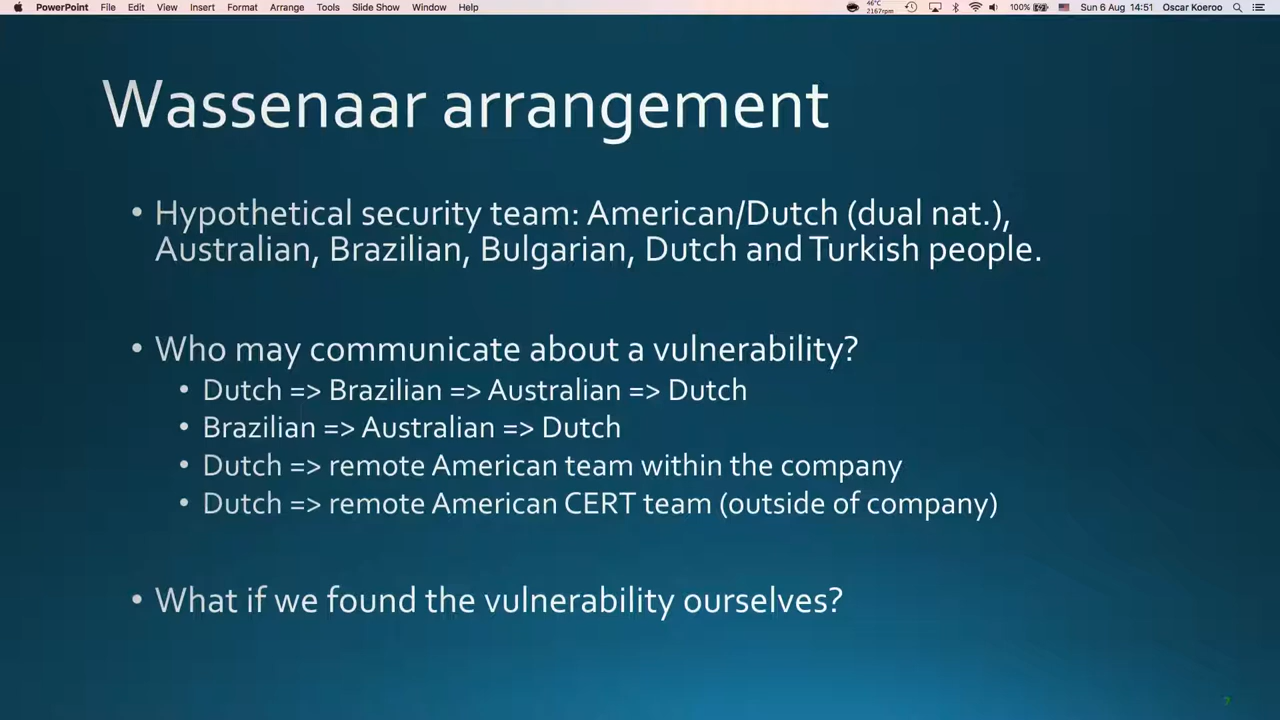 PowerPoint File Edit View Insert Format Arrange Tools Slide Show Window Help 46°C 2167rpm 100% Sun 6 Aug 14:51 Oscar Koeroo
Wassenaar arrangement
• Hypothetical security team: American/Dutch (dual nat.),
Australian, Brazilian, Bulgarian, Dutch and Turkish people.
• Who may communicate about a vulnerability?
• Dutch => Brazilian => Australian => Dutch
• Brazilian => Australian => Dutch
• Dutch => remote American team within the company
• Dutch => remote American CERT team (outside of company)
• What if we found the vulnerability ourselves?